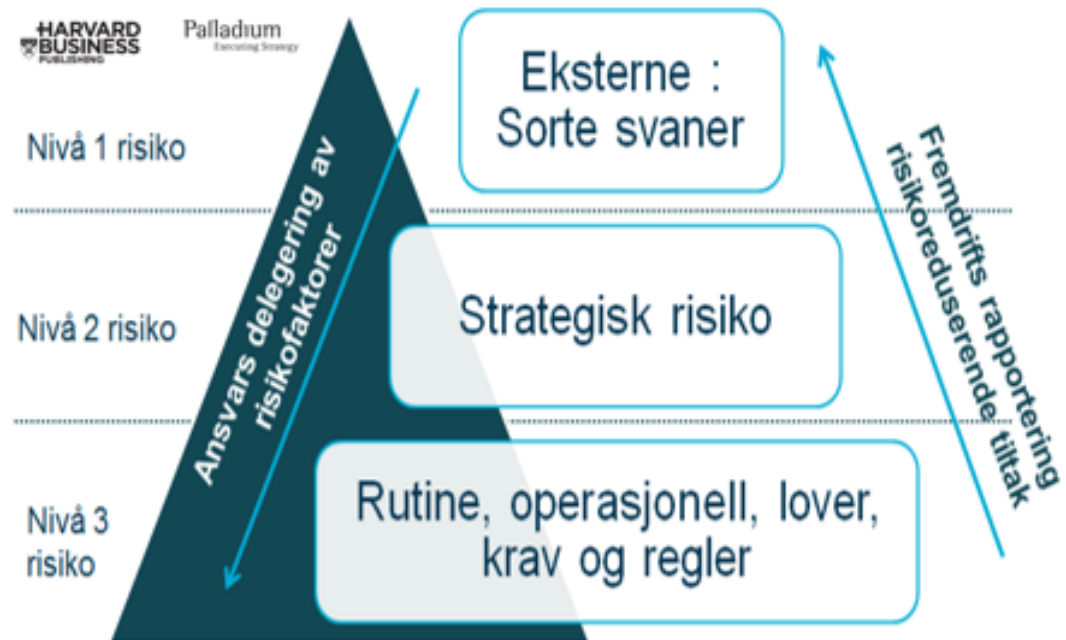 HARVARD
BUSINESS
PUBLISHING
Palladium
Executing Strategy
Nivå 1 risiko
Eksterne :
Sorte svaner
Ansvars delegering av
risikofaktorer
Fremdrifts rapportering
risikoreduserende tiltak
Nivå 2 risiko
Strategisk risiko
Nivå 3
risiko
Rutine, operasjonell, lover,
krav og regler